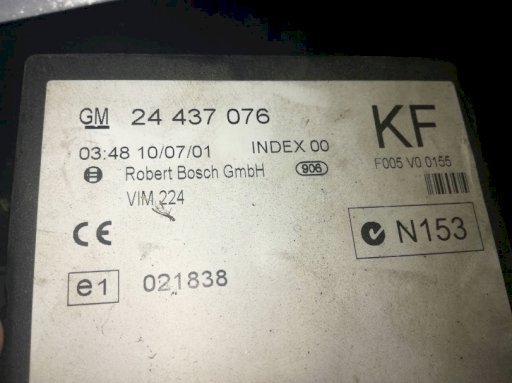 GM 24 437 076 KF
03:48 10/07/01 INDEX 00 F005 V0 0155
Robert Bosch GmbH 906
VIM 224
CE N153
e1 021838